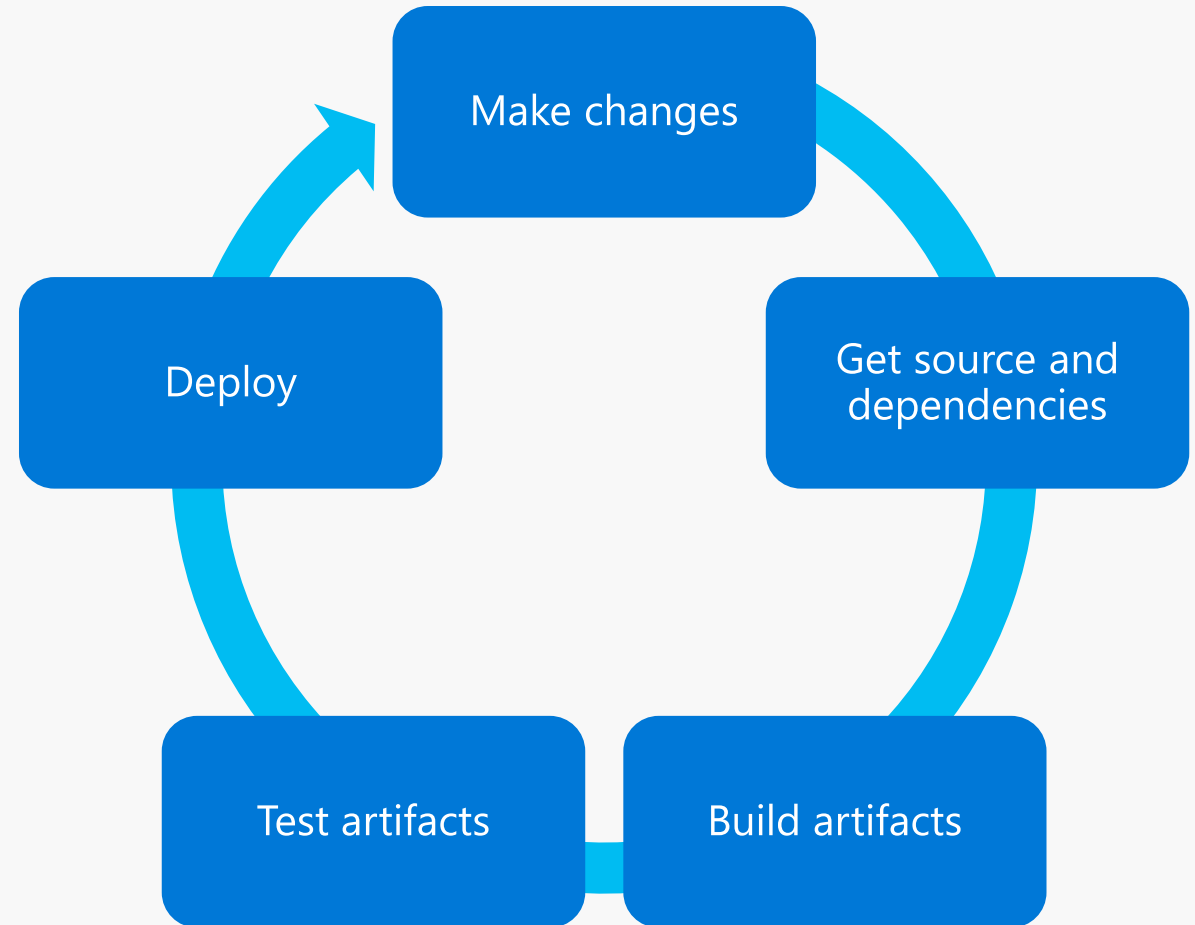 Make changes
Get source and
dependencies
Build artifacts
Test artifacts
Deploy